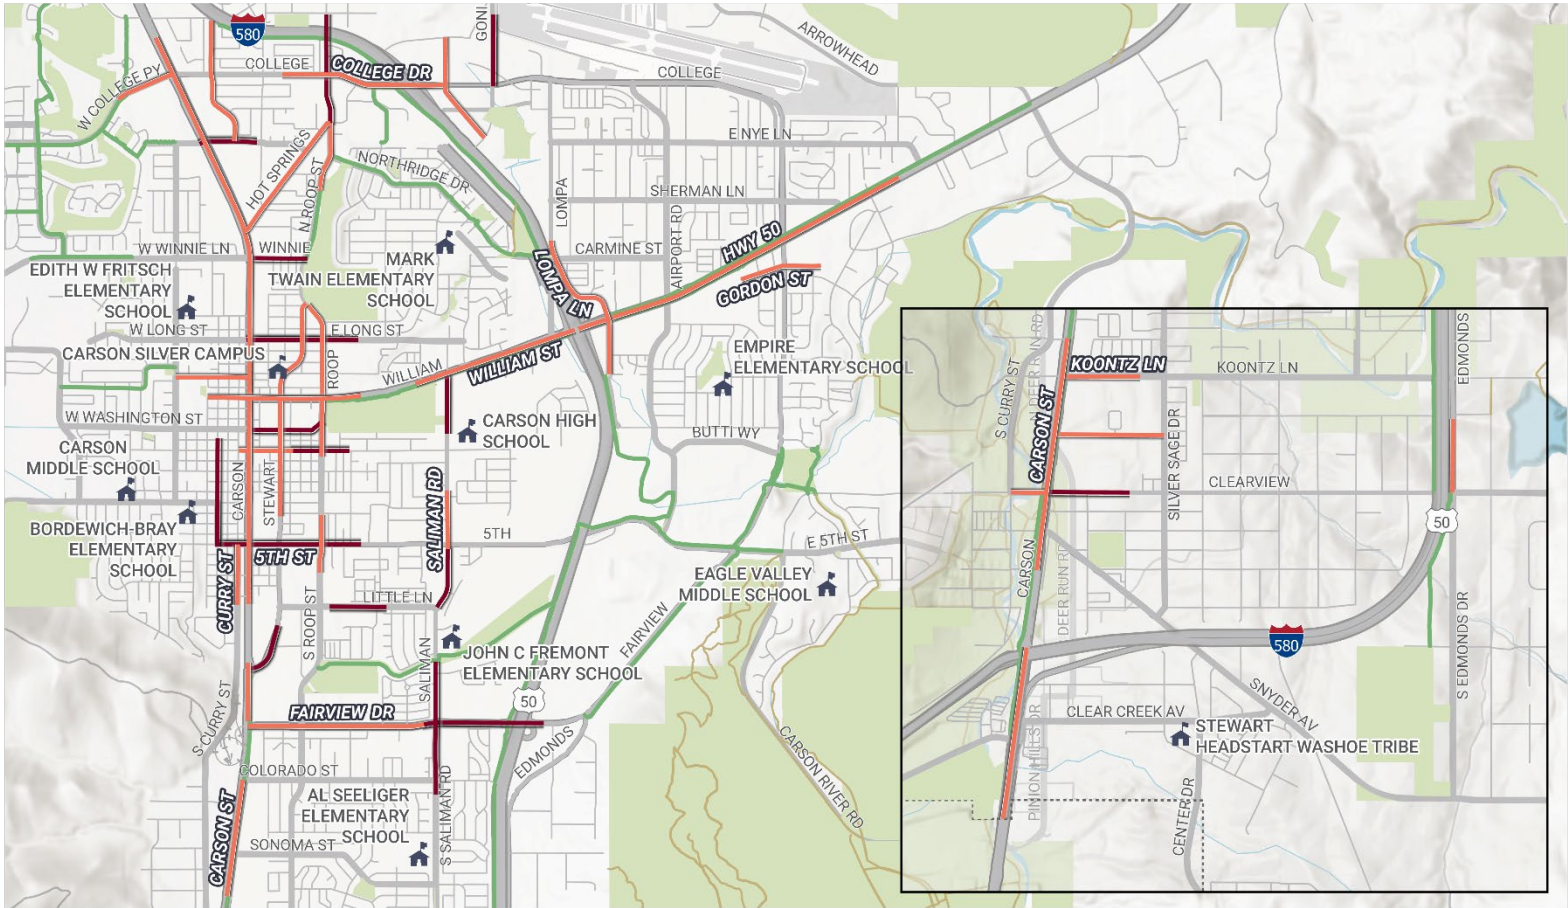 580
GONI
ARROWHEAD
COLLEGE
COLLEGE DR
COLLEGE
W COLLEGE PY
E NYE LN
HOT SPRINGS
N ROOP ST
NORTHRIDGE DR
LOMPA
SHERMAN LN
AIRPORT RD
W WINNIE LN
WINNIE
MARK
TWAIN ELEMENTARY
SCHOOL
CARMINE ST
HWY 50
LOMPA LN
GORDON ST
EDITH W FRITSCH
ELEMENTARY
SCHOOL
W LONG ST
E LONG ST
CARSON SILVER CAMPUS
ROOP
WILLIAM
WILLIAM ST
EMPIRE
ELEMENTARY SCHOOL
W WASHINGTON ST
CARSON HIGH
SCHOOL
BUTTI WY
CARSON
MIDDLE SCHOOL
CARSON
STEWART
SALIMAN RD
BORDEWICH-BRAY
ELEMENTARY
SCHOOL
CURRY ST
5TH ST
5TH
E 5TH ST
EAGLE VALLEY
MIDDLE SCHOOL
LITTLE LN
S ROOP ST
FAIRVIEW
SALIMAN
JOHN C FREMONT
ELEMENTARY SCHOOL
50
S CURRY ST
FAIRVIEW DR
EDMONDS
CARSON RIVER RD
COLORADO ST
CARSON ST
AL SEELIGER
ELEMENTARY
SCHOOL
S SALIMAN RD
SONOMA ST
S CURRY ST
N DEER RUN RD
KOONTZ LN
KOONTZ LN
EDMONDS
CARSON ST
SILVER SAGE DR
CLEARVIEW
50
CARSON
DEER RUN RD
580
S EDMONDS DR
SNYDER AV
CLEAR CREEK AV
PINION HILLS DR
STEWART
HEADSTART WASHOE TRIBE
CENTER DR